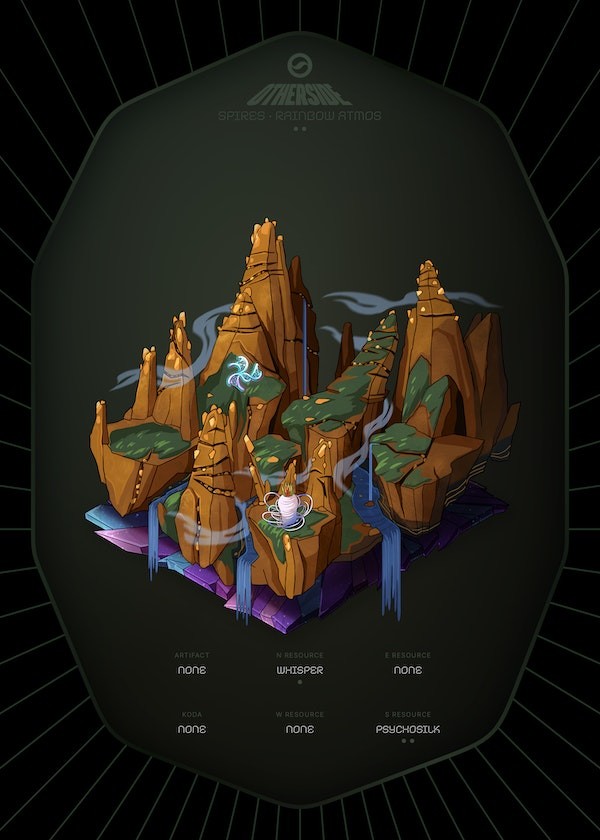 OTHERSIDE
SPIRES · RAINBOW ATMOS
ARTIFACT
NONE
N RESOURCE
WHISPER
E RESOURCE
NONE
KODA
NONE
W RESOURCE
NONE
S RESOURCE
PSYCHOSILK